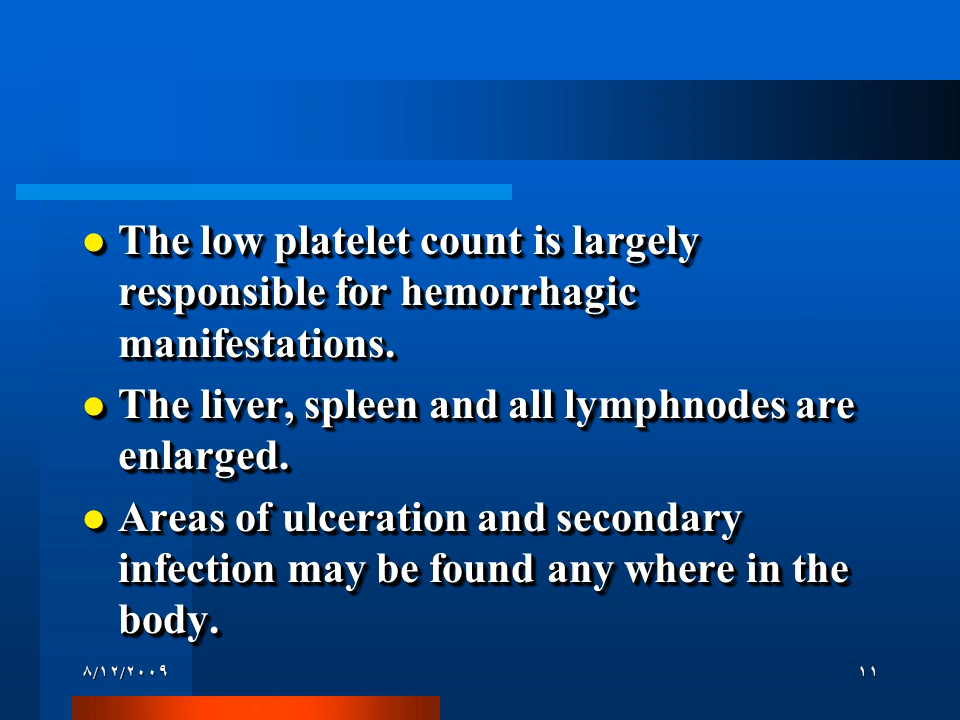 ● The low platelet count is largely
responsible for hemorrhagic
manifestations.
● The liver, spleen and all lymphnodes are
enlarged.
● Areas of ulceration and secondary
infection may be found any where in the
body.
٨/١٢/٢٠٠٩ ١١